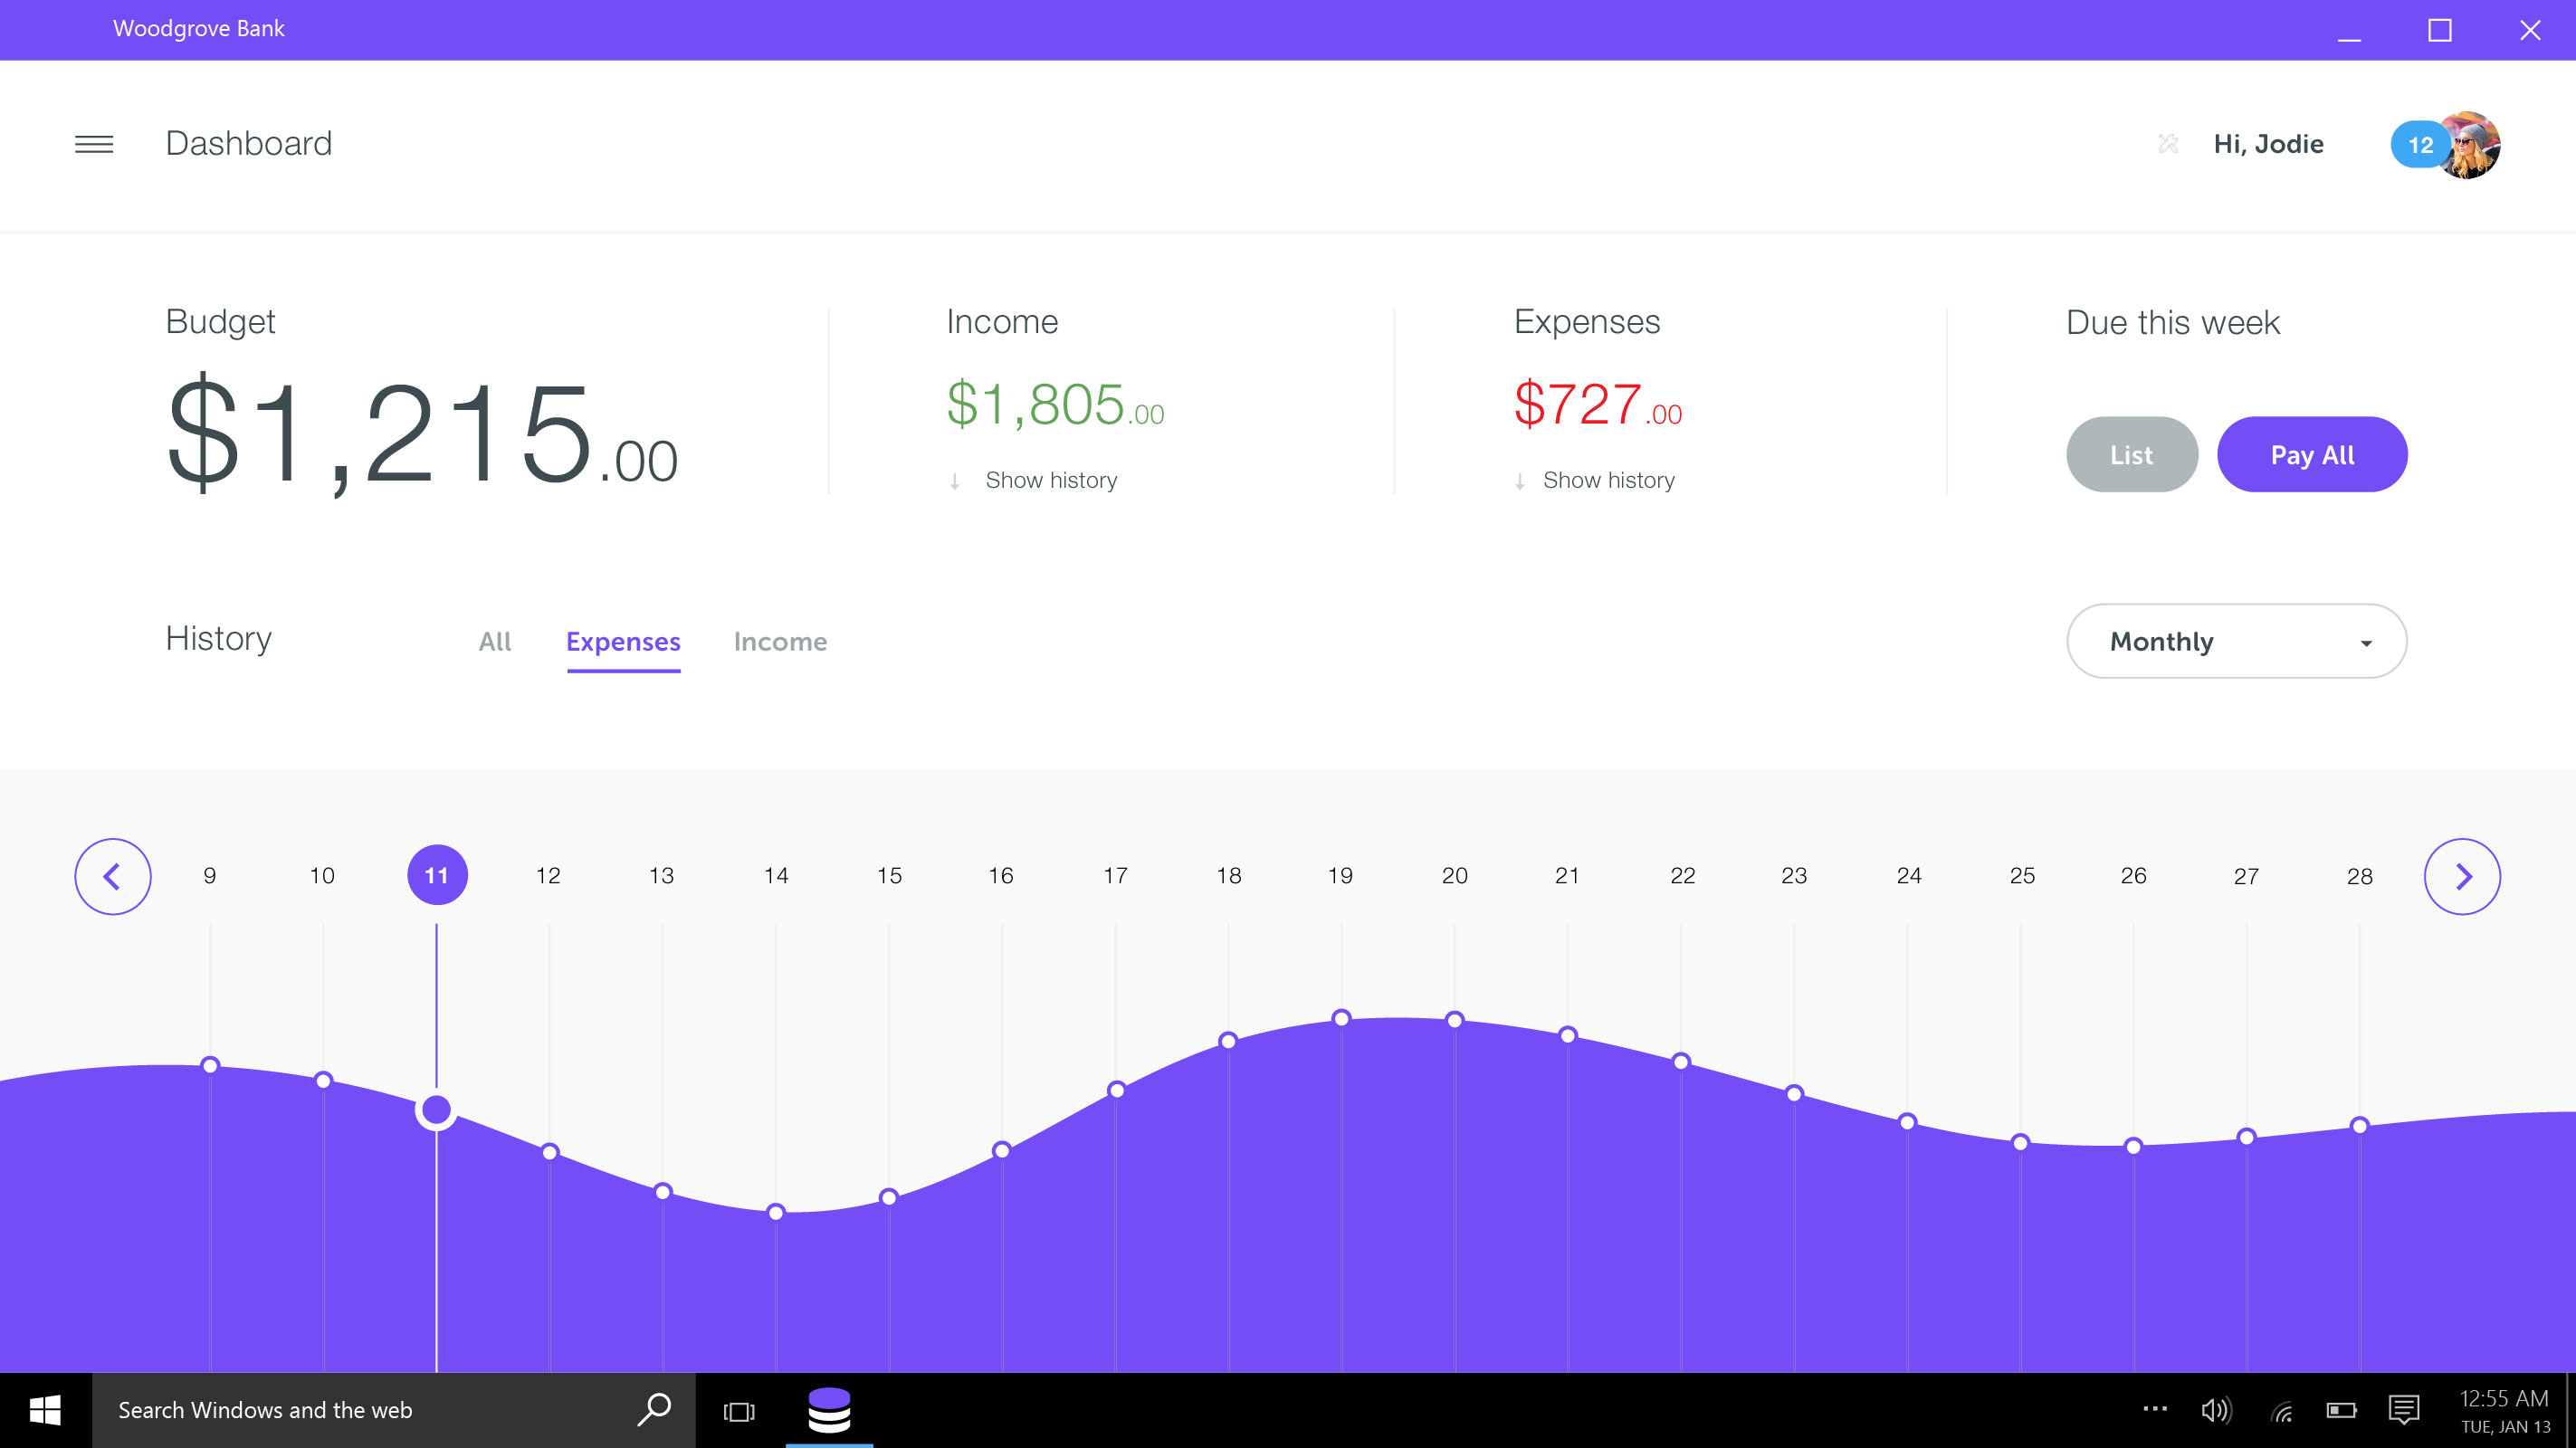 Woodgrove Bank
Dashboard
Hi, Jodie
12
Budget
$1,215.00
Income
$1,805.00
Show history
Expenses
$727.00
Show history
Due this week
List
Pay All
History
All
Expenses
Income
Monthly
9 10 11 12 13 14 15 16 17 18 19 20 21 22 23 24 25 26 27 28
Search Windows and the web
12:55 AM
TUE, JAN 13